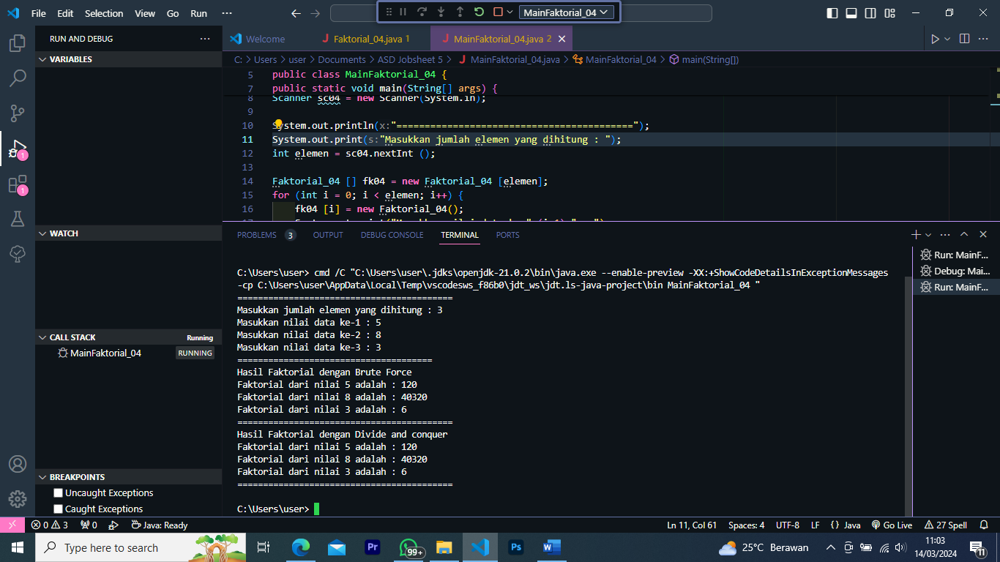 File Edit Selection View Go Run ···
MainFaktorial_04
RUN AND DEBUG
VARIABLES
WATCH
CALL STACK Running
MainFaktorial_04 RUNNING
BREAKPOINTS
Uncaught Exceptions
Caught Exceptions
1
1
Welcome Faktorial_04.java 1 MainFaktorial_04.java 2
C: > Users > user > Documents > ASD Jobsheet 5 > MainFaktorial_04.java > MainFaktorial_04 > main(String[])
5 public class MainFaktorial_04 {
7 public static void main(String[] args) {
8 Scanner sc04 = new Scanner(System.in);
9
10 System.out.println(x:"==========================================");
11 System.out.print(s:"Masukkan jumlah elemen yang dihitung : ");
12 int elemen = sc04.nextInt ();
13
14 Faktorial_04 [] fk04 = new Faktorial_04 [elemen];
15 for (int i = 0; i < elemen; i++) {
16 fk04 [i] = new Faktorial_04();
PROBLEMS 3 OUTPUT DEBUG CONSOLE TERMINAL PORTS
C:\Users\user> cmd /C "C:\Users\user\.jdks\openjdk-21.0.2\bin\java.exe --enable-preview -XX:+ShowCodeDetailsInExceptionMessages
-cp C:\Users\user\AppData\Local\Temp\vscodesws_f86b0\jdt_ws\jdt.ls-java-project\bin MainFaktorial_04 "
==========================================
Masukkan jumlah elemen yang dihitung : 3
Masukkan nilai data ke-1 : 5
Masukkan nilai data ke-2 : 8
Masukkan nilai data ke-3 : 3
======================================
Hasil Faktorial dengan Brute Force
Faktorial dari nilai 5 adalah : 120
Faktorial dari nilai 8 adalah : 40320
Faktorial dari nilai 3 adalah : 6
==========================================
Hasil Faktorial dengan Divide and conquer
Faktorial dari nilai 5 adalah : 120
Faktorial dari nilai 8 adalah : 40320
Faktorial dari nilai 3 adalah : 6
==========================================
C:\Users\user>
Run: MainF...
Debug: Mai...
Run: MainF...
0 3 0 Java: Ready Ln 11, Col 61 Spaces: 4 UTF-8 LF {} Java Go Live 27 Spell
Type here to search
Pr
99+
Ps
W
25°C Berawan
11:03
14/03/2024
11